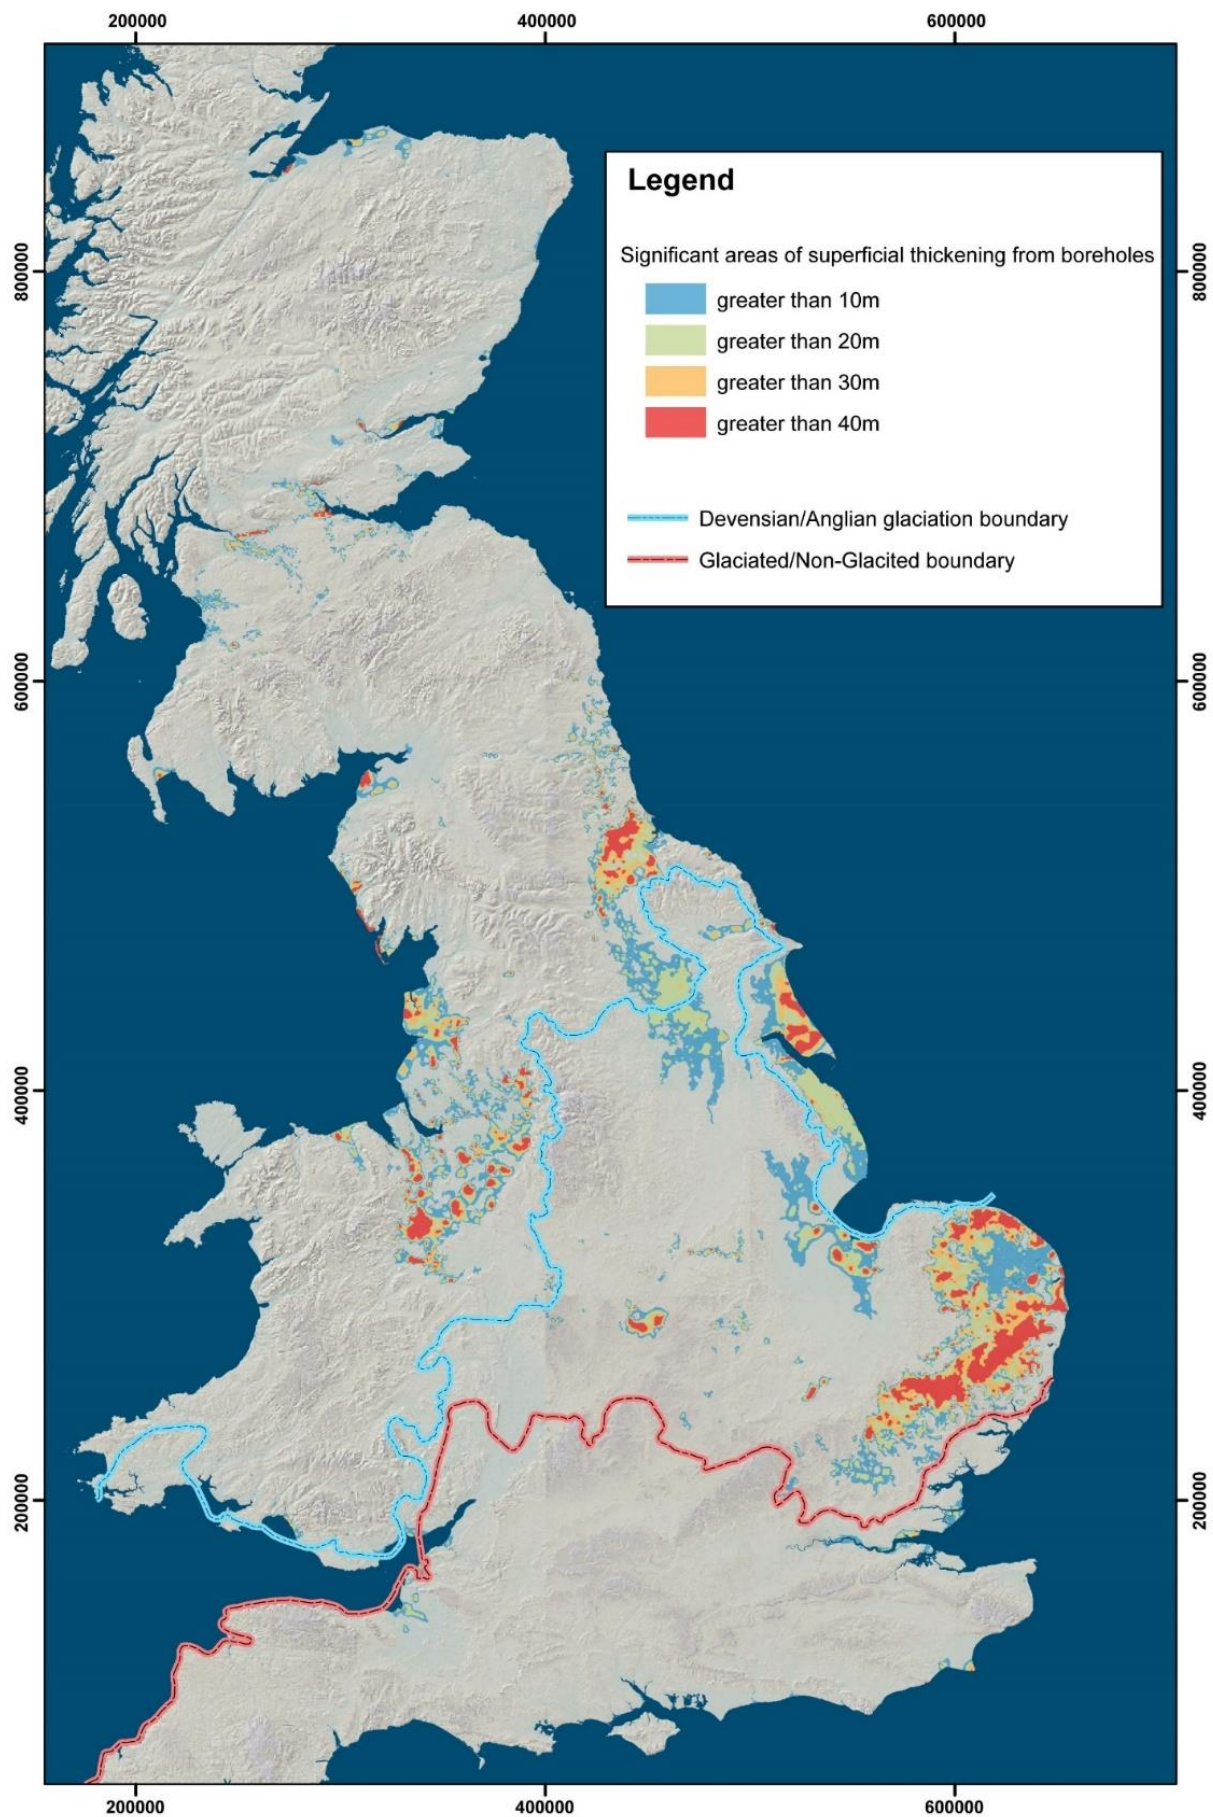 200000 400000 600000
Legend
Significant areas of superficial thickening from boreholes
greater than 10m
greater than 20m
greater than 30m
greater than 40m
Devensian/Anglian glaciation boundary
Glaciated/Non-Glacited boundary
800000 800000
600000 600000
400000 400000
200000 200000
200000 400000 600000